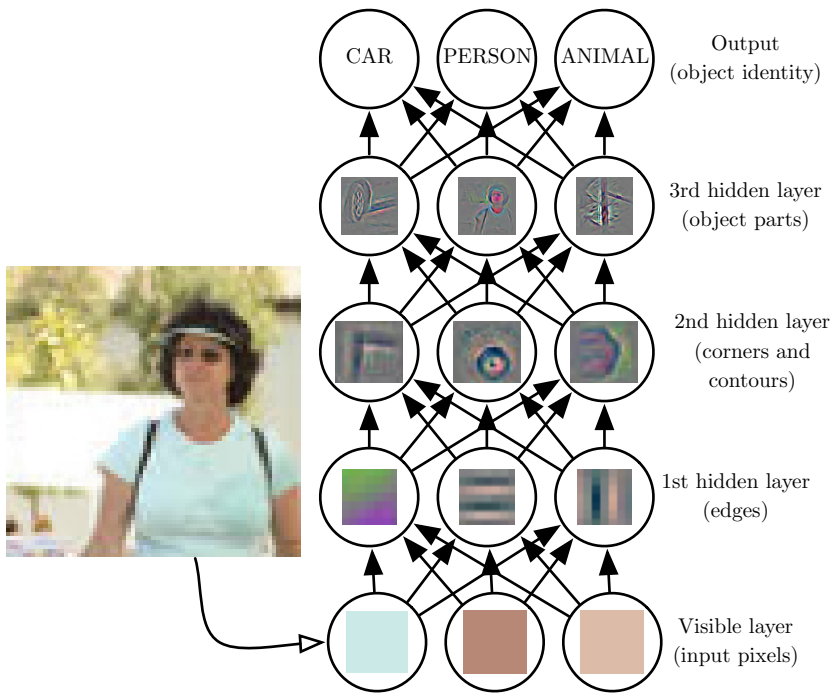 CAR
PERSON
ANIMAL
Output
(object identity)
3rd hidden layer
(object parts)
2nd hidden layer
(corners and
contours)
1st hidden layer
(edges)
Visible layer
(input pixels)